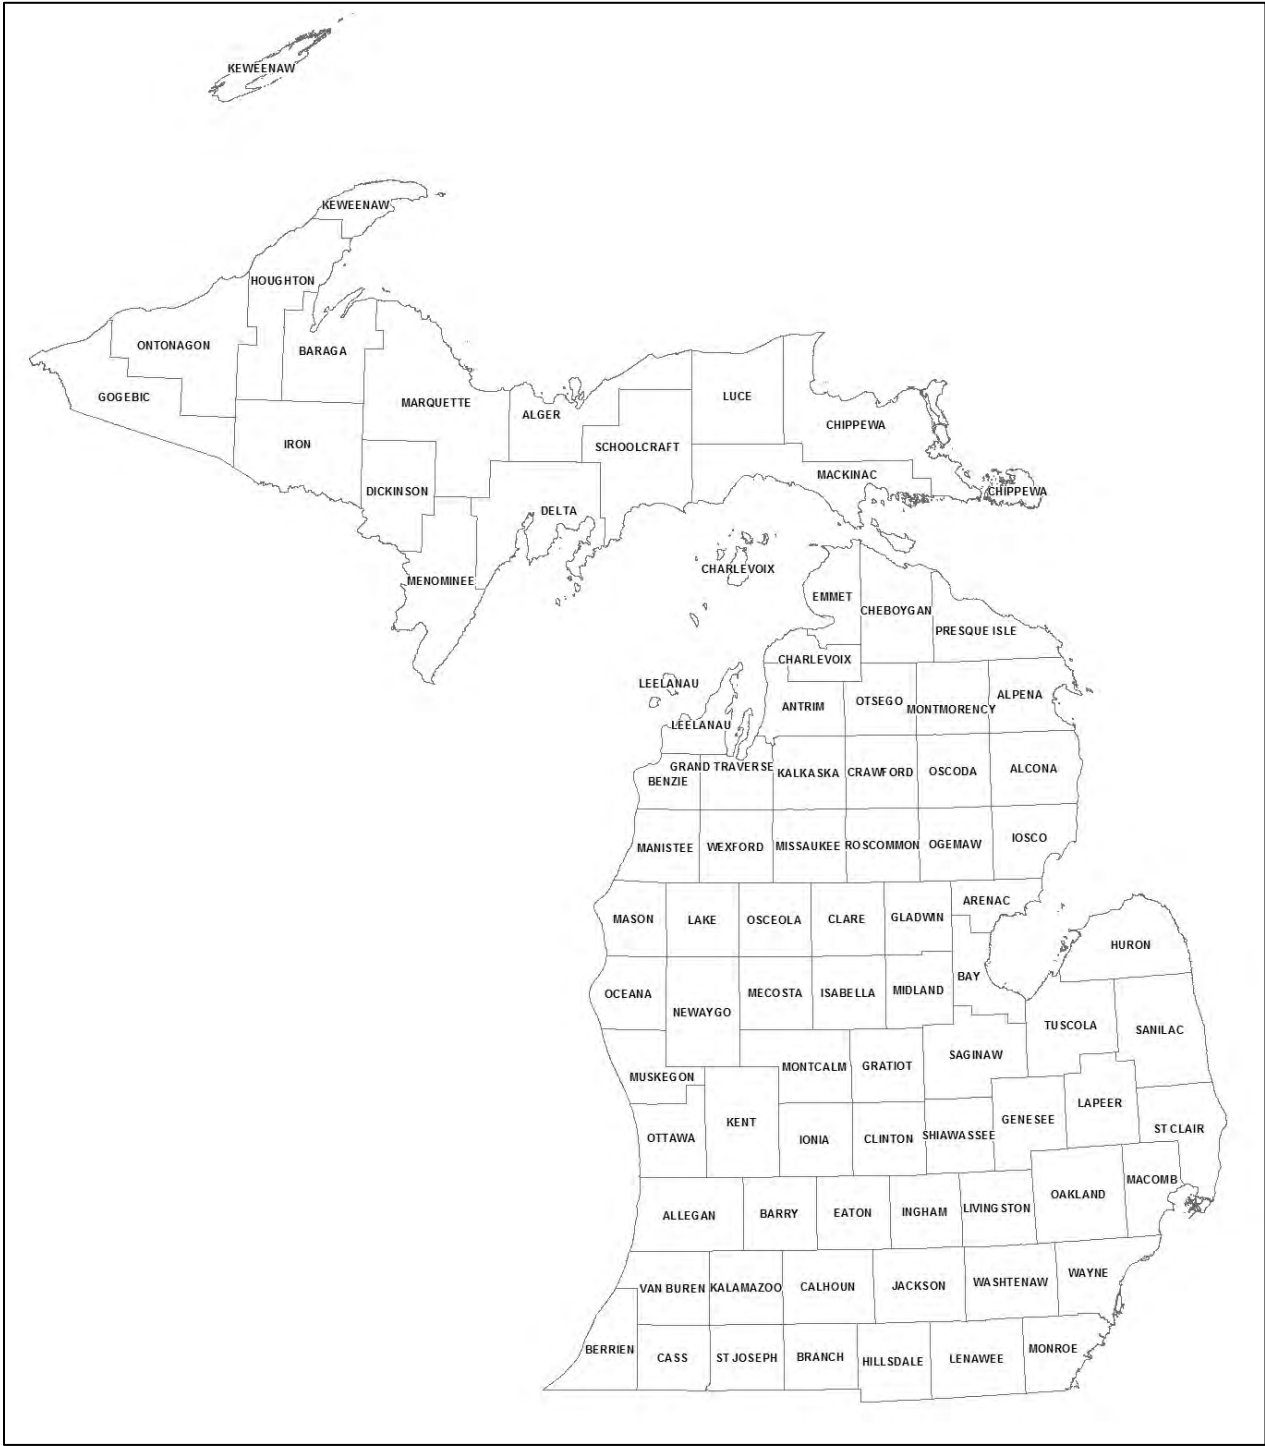 KEWEENAW
KEWEENAW
HOUGHTON
ONTONAGON
BARAGA
GOGEBIC
MARQUETTE
LUCE
ALGER
CHIPPEWA
IRON
SCHOOLCRAFT
MACKINAC
DICKINSON
CHIPPEWA
DELTA
CHARLEVOIX
MENOMINEE
EMMET
CHEBOYGAN
PRESQUE ISLE
CHARLEVOIX
LEELANAU
ANTRIM
OTSEGO
MONTMORENCY
ALPENA
LEELANAU
GRAND TRAVERSE
BENZIE
KALKASKA
CRAWFORD
OSCODA
ALCONA
MANISTEE
WEXFORD
MISSAUKEE
ROSCOMMON
OGEMAW
IOSCO
ARENAC
MASON
LAKE
OSCEOLA
CLARE
GLADWIN
HURON
BAY
OCEANA
NEWAYGO
MECOSTA
ISABELLA
MIDLAND
TUSCOLA
SANILAC
SAGINAW
MUSKEGON
MONTCALM
GRATIOT
LAPEER
KENT
GENESEE
OTTAWA
IONIA
CLINTON
SHIAWASSEE
ST CLAIR
MACOMB
OAKLAND
ALLEGAN
BARRY
EATON
INGHAM
LIVINGSTON
VAN BUREN
KALAMAZOO
CALHOUN
JACKSON
WASHTENAW
WAYNE
BERRIEN
CASS
ST JOSEPH
BRANCH
HILLSDALE
LENAWEE
MONROE